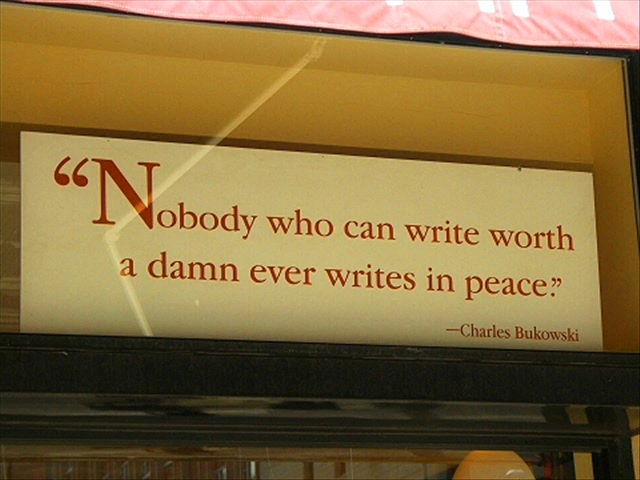 “Nobody who can write worth
a damn ever writes in peace.”
—Charles Bukowski